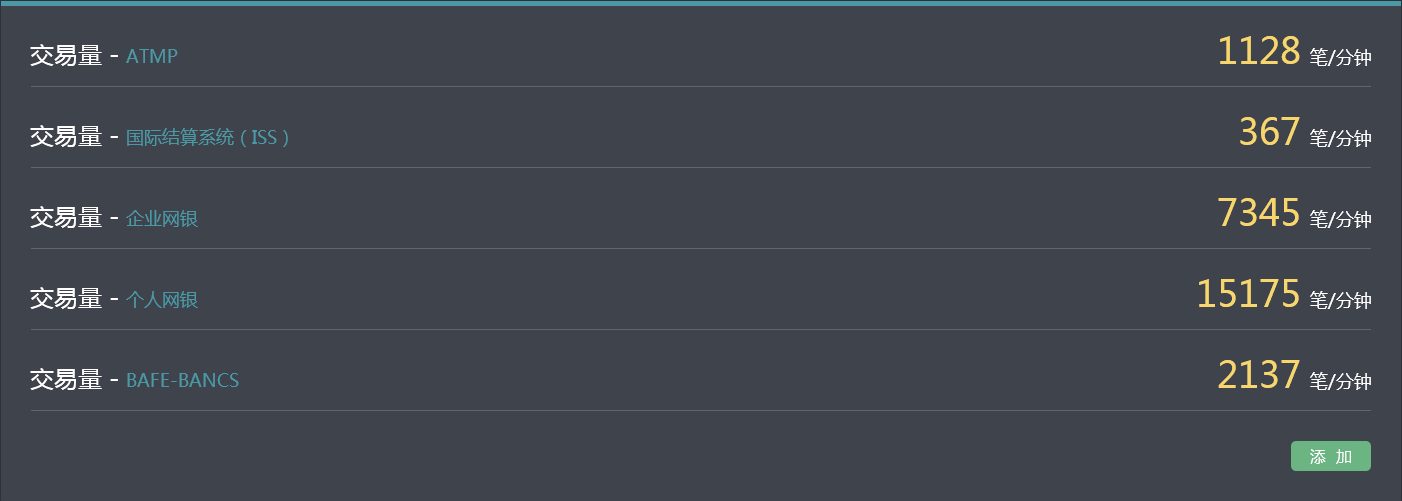 交易量 - ATMP 1128 笔/分钟
交易量 - 国际结算系统 ( ISS ) 367 笔/分钟
交易量 - 企业网银 7345 笔/分钟
交易量 - 个人网银 15175 笔/分钟
交易量 - BAFE-BANCS 2137 笔/分钟
添 加